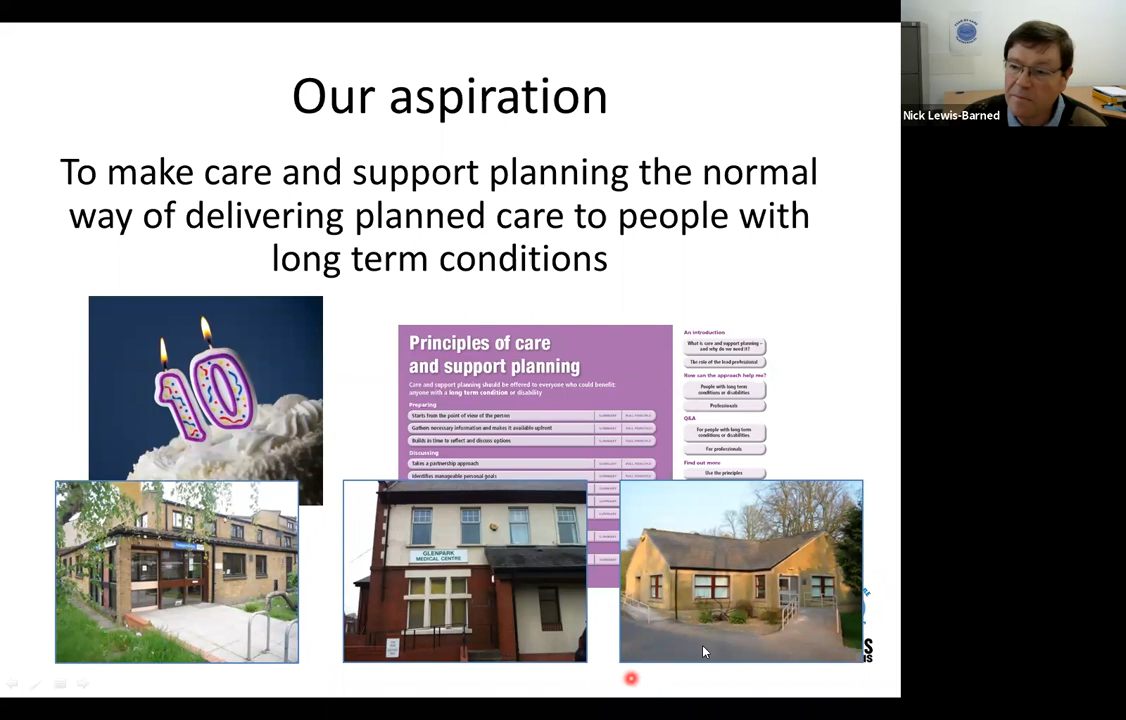 Nick Lewis-Barned
Our aspiration
To make care and support planning the normal
way of delivering planned care to people with
long term conditions
10
Principles of care
and support planning
Care and support planning should be offered to everyone who could benefit:
anyone with a long term condition or disability
Preparing
Starts from the point of view of the person
Gathers necessary information and makes it available upfront
Builds in time to reflect and discuss options
Discussing
Takes a partnership approach
Identifies manageable personal goals
An introduction
What is care and support planning –
and why do we need it?
The role of the lead professional
How can the approach help me?
People with long term
conditions or disabilities
Professionals
Q&A
For people with long term
conditions or disabilities
For professionals
Find out more
Use the principles
GLENPARK
MEDICAL CENTRE